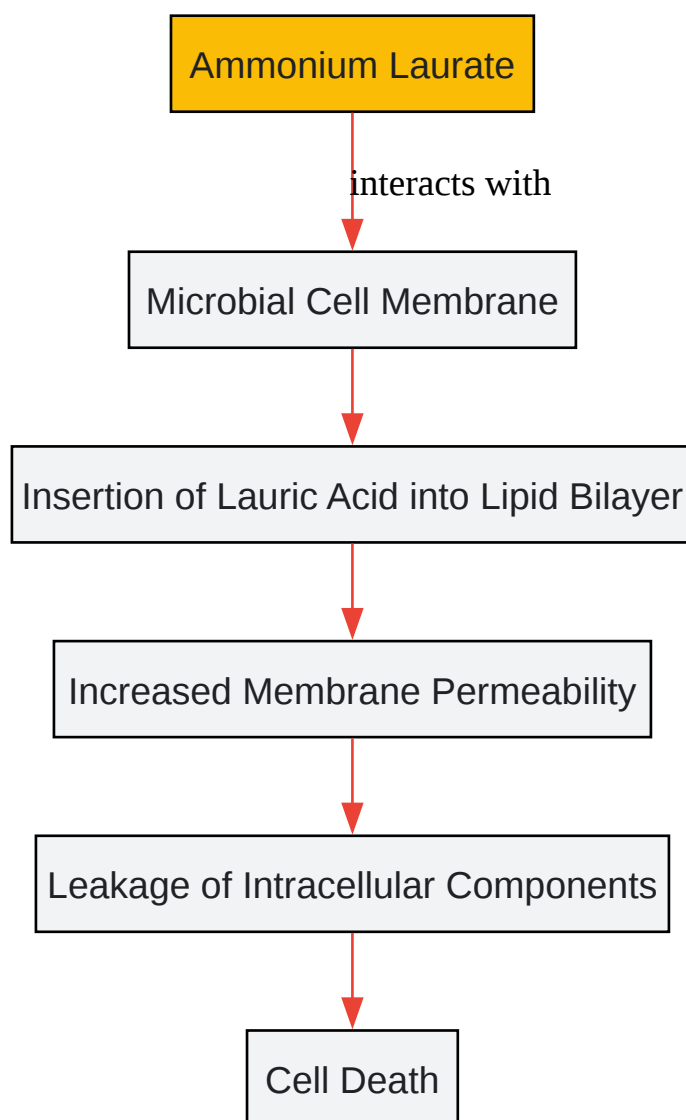 Ammonium Laurate
interacts with
Microbial Cell Membrane
Insertion of Lauric Acid into Lipid Bilayer
Increased Membrane Permeability
Leakage of Intracellular Components
Cell Death